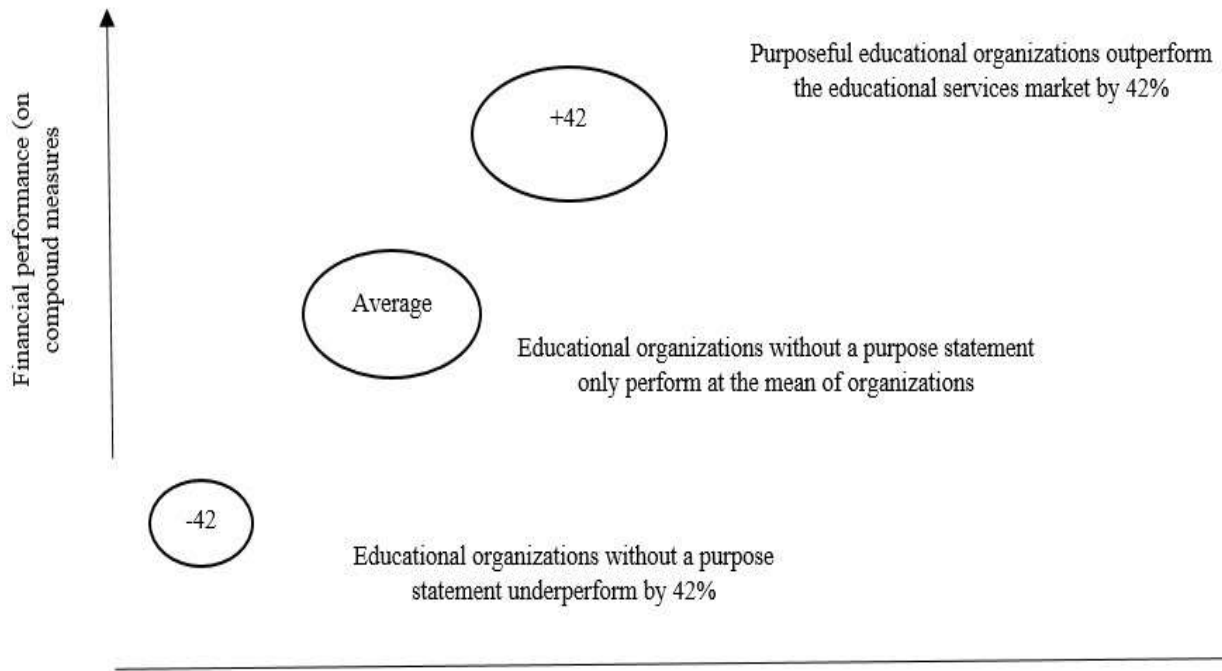 Financial performance (on
compound measures
Purposeful educational organizations outperform
the educational services market by 42%
+42
Average
Educational organizations without a purpose statement
only perform at the mean of organizations
-42
Educational organizations without a purpose
statement underperform by 42%